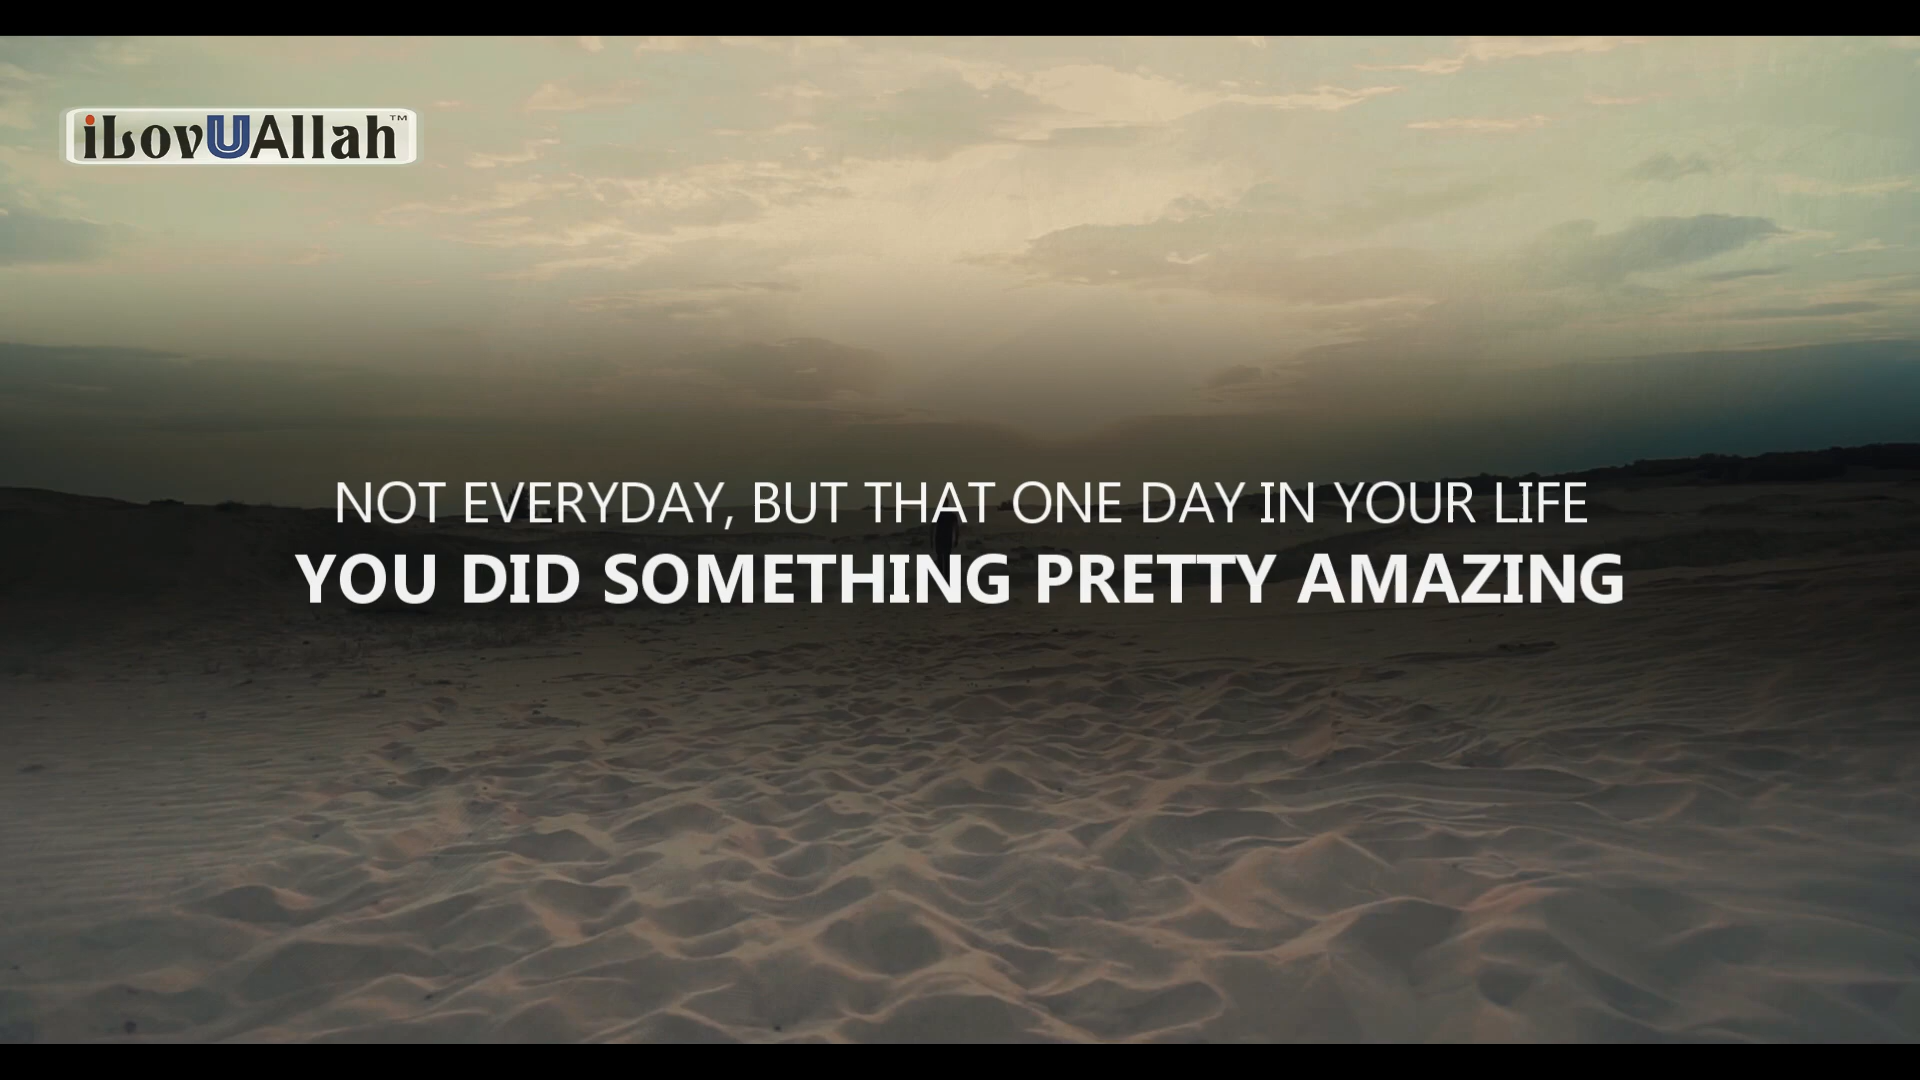 iLovUAllah™
NOT EVERYDAY, BUT THAT ONE DAY IN YOUR LIFE
YOU DID SOMETHING PRETTY AMAZING